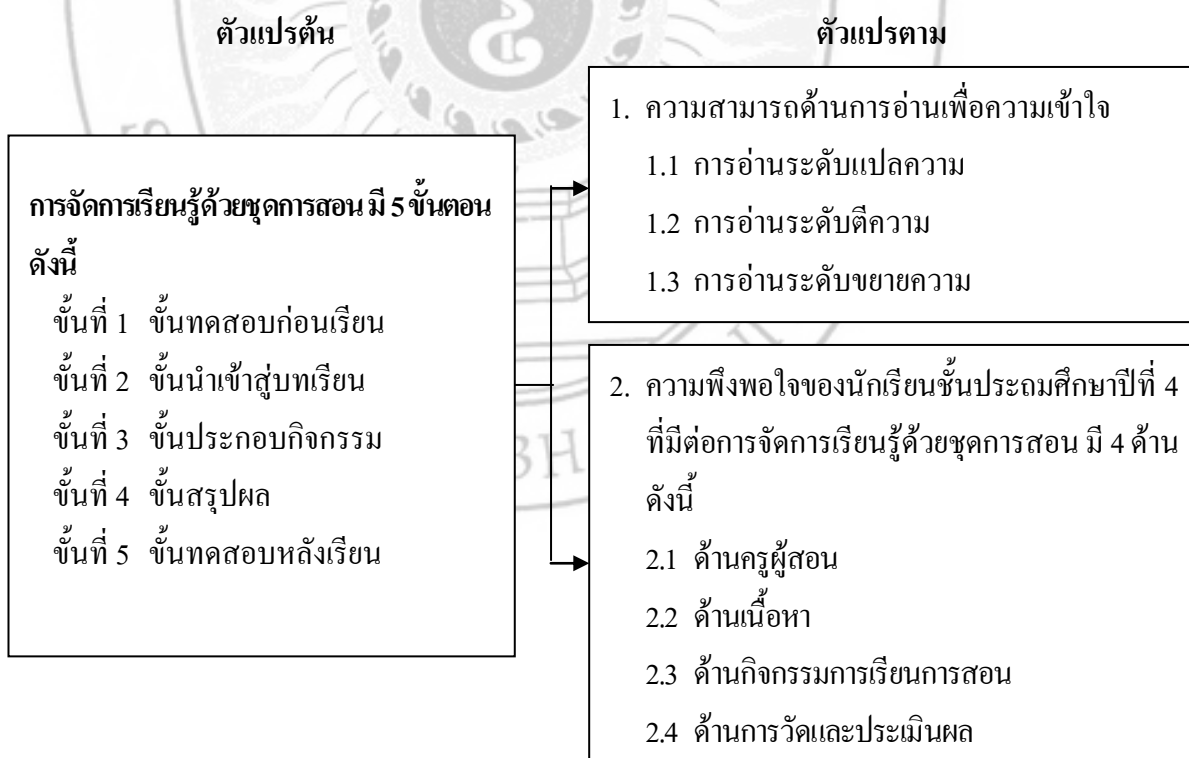 ตัวแปรต้น
ตัวแปรตาม
การจัดการเรียนรู้ด้วยชุดการสอน มี 5 ขั้นตอน
ดังนี้
ขั้นที่ 1 ขั้นทดสอบก่อนเรียน
ขั้นที่ 2 ขั้นนำเข้าสู่บทเรียน
ขั้นที่ 3 ขั้นประกอบกิจกรรม
ขั้นที่ 4 ขั้นสรุปผล
ขั้นที่ 5 ขั้นทดสอบหลังเรียน
1. ความสามารถด้านการอ่านเพื่อความเข้าใจ
1.1 การอ่านระดับแปลความ
1.2 การอ่านระดับตีความ
1.3 การอ่านระดับขยายความ
2. ความพึงพอใจของนักเรียนชั้นประถมศึกษาปีที่ 4
ที่มีต่อการจัดการเรียนรู้ด้วยชุดการสอน มี 4 ด้าน
ดังนี้
2.1 ด้านครูผู้สอน
2.2 ด้านเนื้อหา
2.3 ด้านกิจกรรมการเรียนการสอน
2.4 ด้านการวัดและประเมินผล